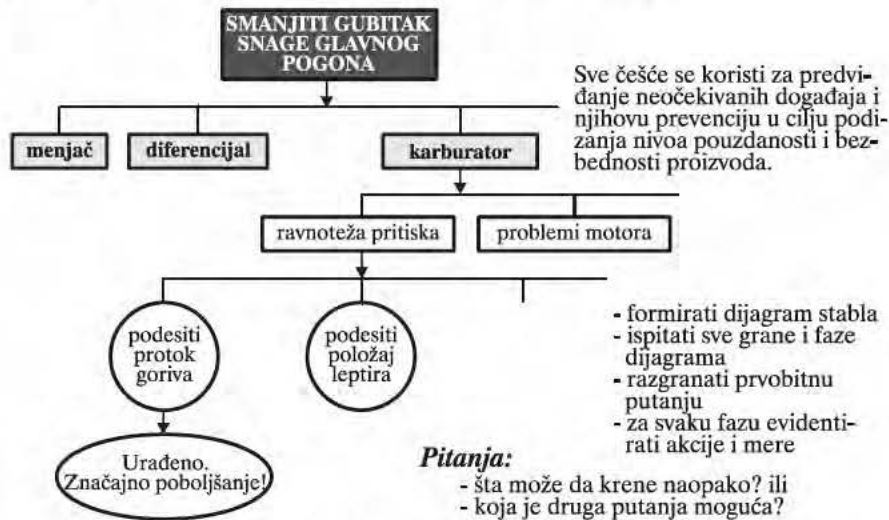 SMANJITI GUBITAK
SNAGE GLAVNOG
POGONA
Sve češće se koristi za predvi-
đanje neočekivanih događaja i
njihovu prevenciju u cilju podi-
zanja nivoa pouzdanosti i bez-
bednosti proizvoda.
menjač
diferencijal
karburator
ravnoteža pritiska
problemi motora
podesiti
protok
goriva
podesiti
položaj
leptira
- formirati dijagram stabla
- ispitati sve grane i faze
dijagrama
- razgranati prvobitnu
putanju
- za svaku fazu evidenti-
rati akcije i mere
Urađeno.
Značajno poboljšanje!
Pitanja:
- šta može da krene naopako? ili
- koja je druga putanja moguća?